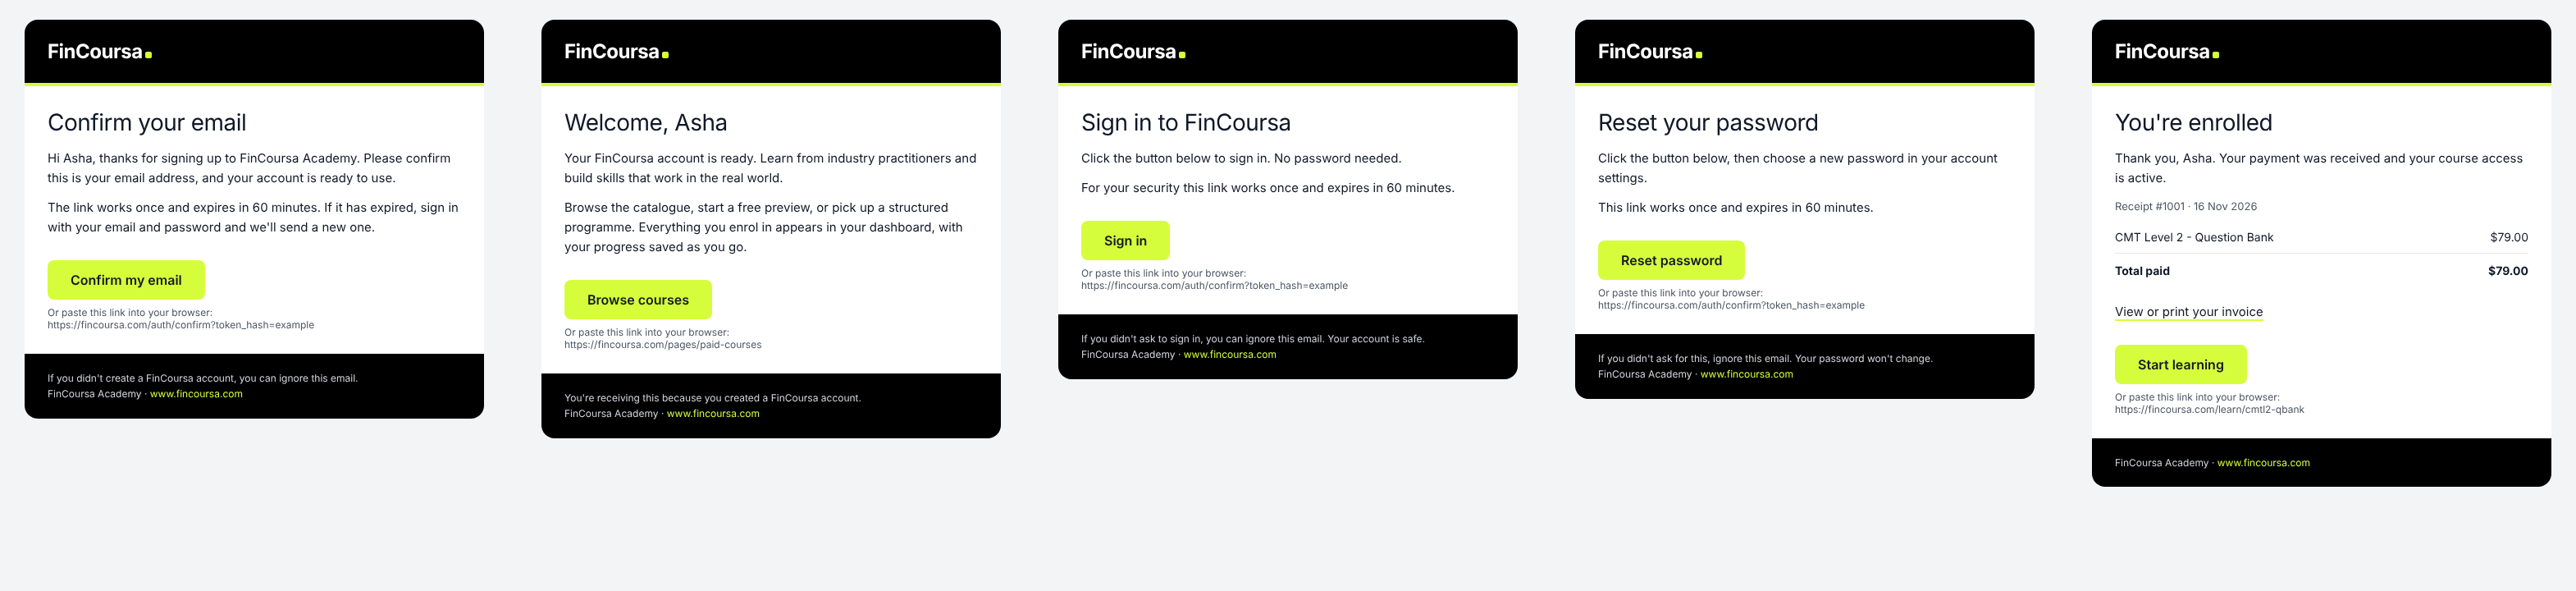 FinCoursa
Confirm your email
Hi Asha, thanks for signing up to FinCoursa Academy. Please confirm
this is your email address, and your account is ready to use.
The link works once and expires in 60 minutes. If it has expired, sign in
with your email and password and we'll send a new one.
Confirm my email
Or paste this link into your browser:
https://fincoursa.com/auth/confirm?token_hash=example
If you didn't create a FinCoursa account, you can ignore this email.
FinCoursa Academy · www.fincoursa.com
FinCoursa
Welcome, Asha
Your FinCoursa account is ready. Learn from industry practitioners and
build skills that work in the real world.
Browse the catalogue, start a free preview, or pick up a structured
programme. Everything you enrol in appears in your dashboard, with
your progress saved as you go.
Browse courses
Or paste this link into your browser:
https://fincoursa.com/pages/paid-courses
You're receiving this because you created a FinCoursa account.
FinCoursa Academy · www.fincoursa.com
FinCoursa
Sign in to FinCoursa
Click the button below to sign in. No password needed.
For your security this link works once and expires in 60 minutes.
Sign in
Or paste this link into your browser:
https://fincoursa.com/auth/confirm?token_hash=example
If you didn't ask to sign in, you can ignore this email. Your account is safe.
FinCoursa Academy · www.fincoursa.com
FinCoursa
Reset your password
Click the button below, then choose a new password in your account
settings.
This link works once and expires in 60 minutes.
Reset password
Or paste this link into your browser:
https://fincoursa.com/auth/confirm?token_hash=example
If you didn't ask for this, ignore this email. Your password won't change.
FinCoursa Academy · www.fincoursa.com
FinCoursa
You're enrolled
Thank you, Asha. Your payment was received and your course access
is active.
Receipt #1001 · 16 Nov 2026
CMT Level 2 - Question Bank $79.00
Total paid $79.00
View or print your invoice
Start learning
Or paste this link into your browser:
https://fincoursa.com/learn/cmtl2-qbank
FinCoursa Academy · www.fincoursa.com